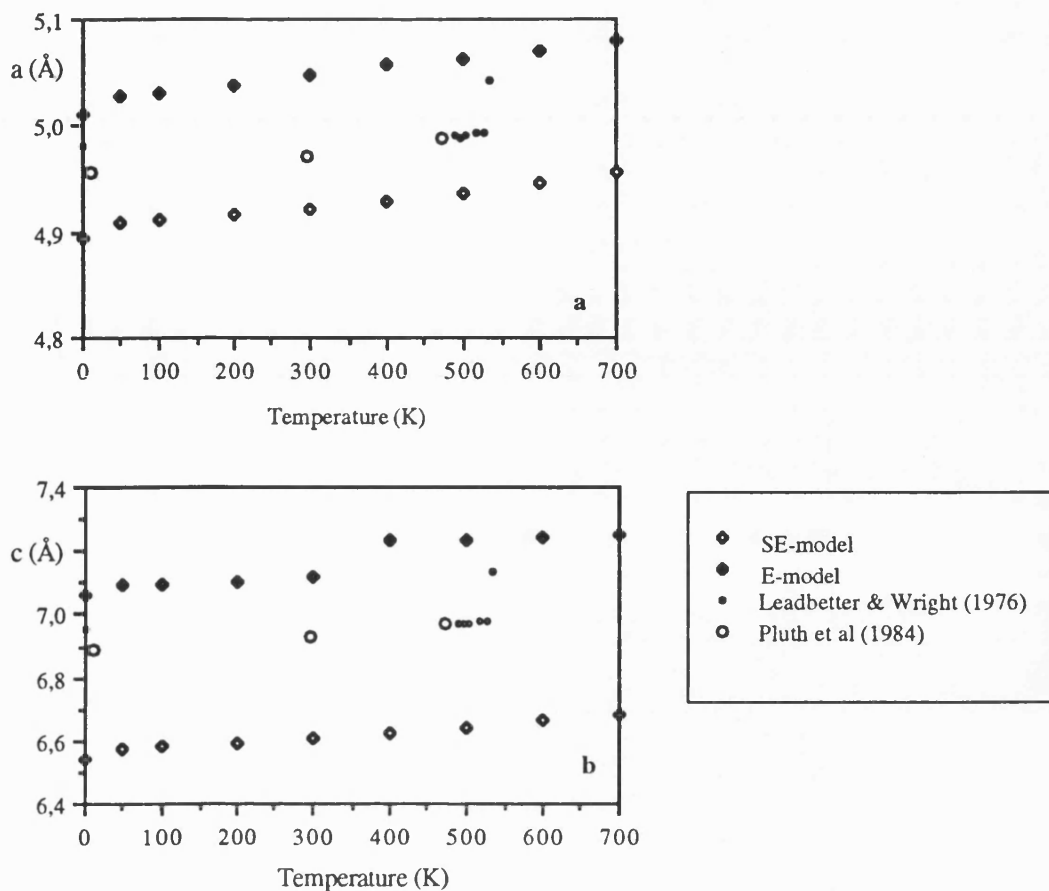 5,1
a (Å)
5,0
4,9
4,8
a
0 100 200 300 400 500 600 700
Temperature (K)
7,4
c (Å)
7,2
7,0
6,8
6,6
6,4
b
0 100 200 300 400 500 600 700
Temperature (K)
SE-model
E-model
Leadbetter & Wright (1976)
Pluth et al (1984)